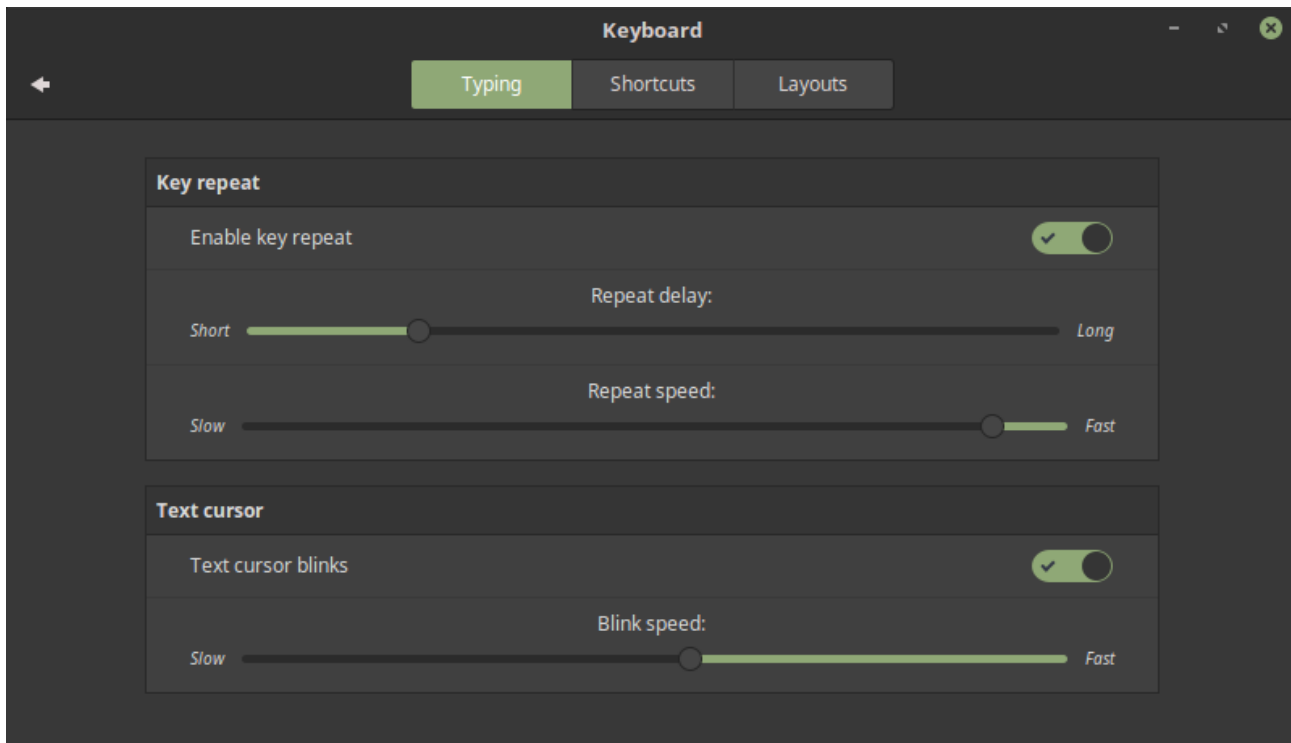 Keyboard
Typing Shortcuts Layouts
Key repeat
Enable key repeat
Repeat delay:
Short Long
Repeat speed:
Slow Fast
Text cursor
Text cursor blinks
Blink speed:
Slow Fast